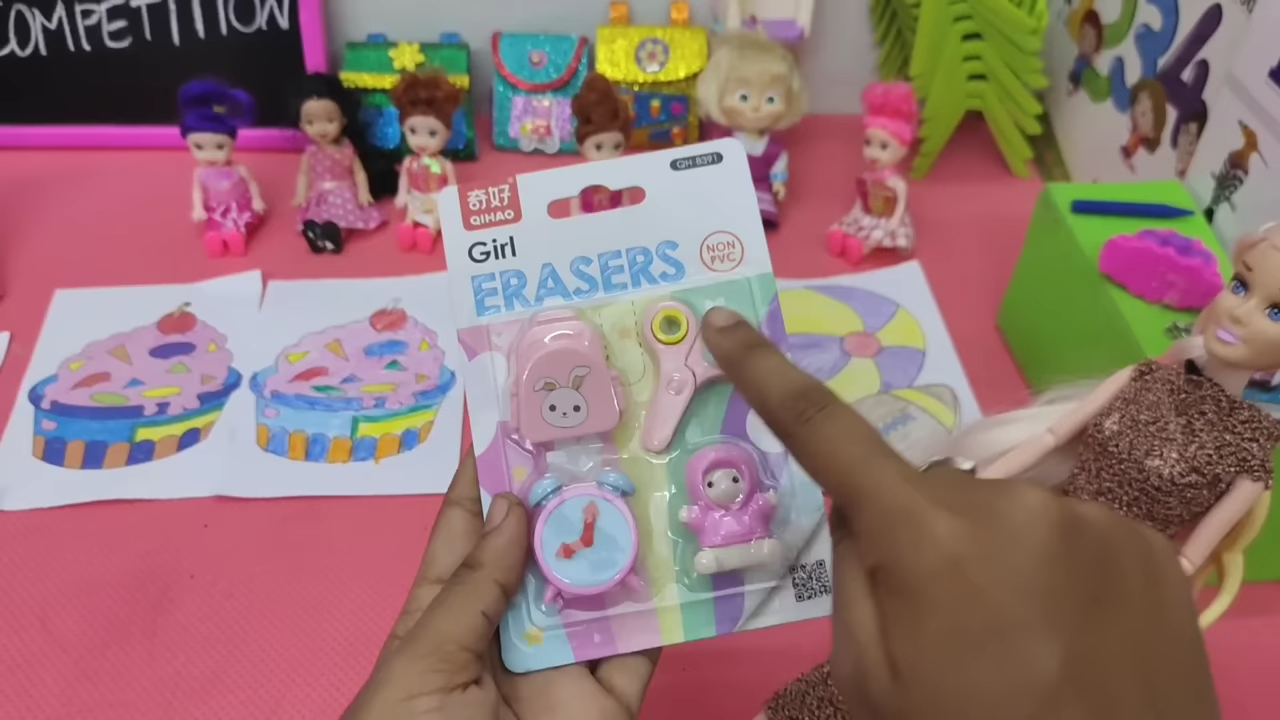 COMPETITION
QH-8391
奇好
QIHAO
Girl
ERASERS
NON
PVC